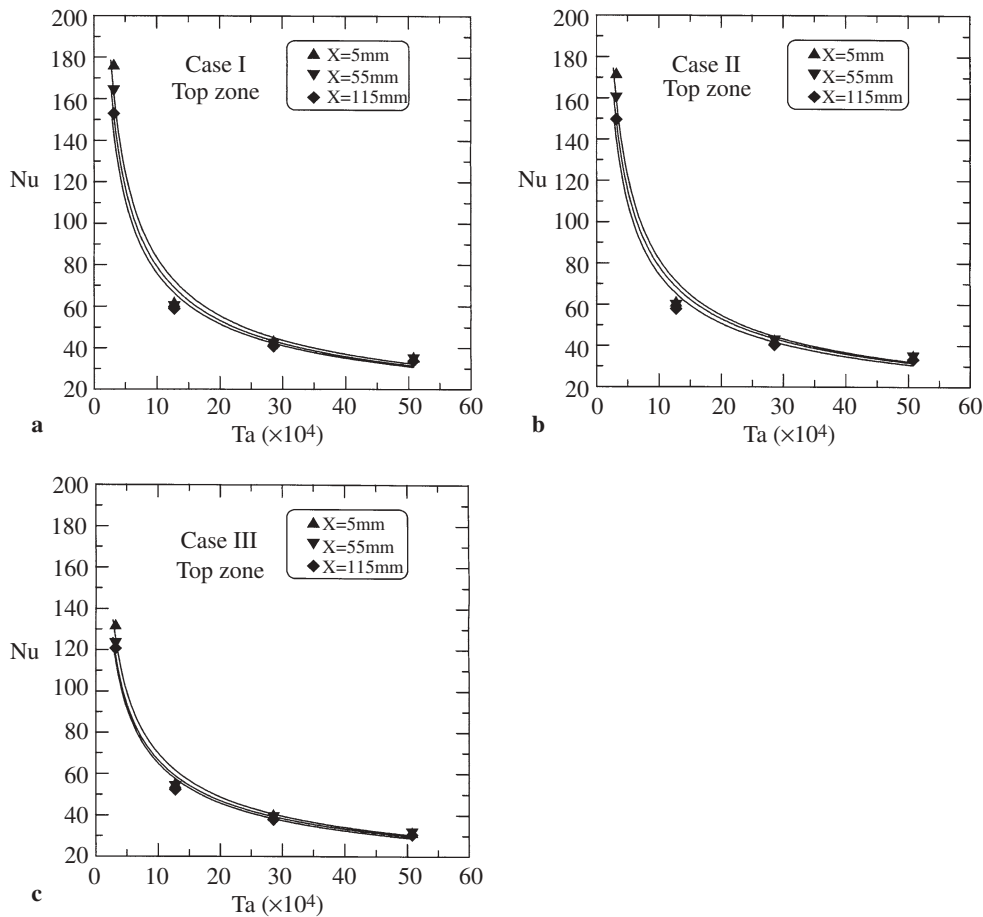 200
180
160
140
120
100
80
60
40
20
Nu
Case I
Top zone
X=5mm
X=55mm
X=115mm
0 10 20 30 40 50 60
Ta (×10⁴)
a
200
180
160
140
120
100
80
60
40
20
Nu
Case II
Top zone
X=5mm
X=55mm
X=115mm
0 10 20 30 40 50 60
Ta (×10⁴)
b
200
180
160
140
120
100
80
60
40
20
Nu
Case III
Top zone
X=5mm
X=55mm
X=115mm
0 10 20 30 40 50 60
Ta (×10⁴)
c